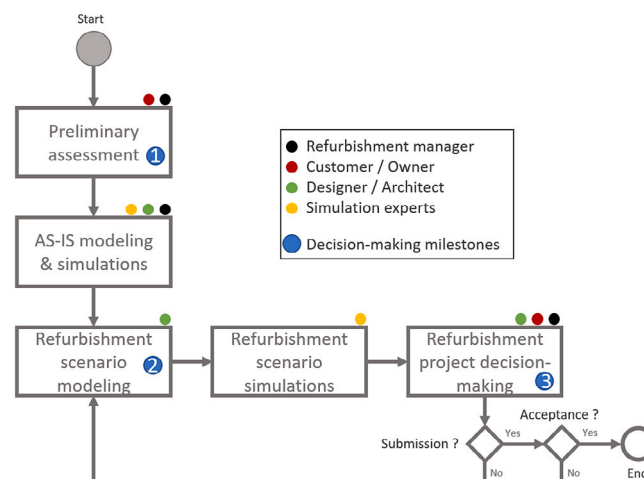 Start
Preliminary
assessment
1
Refurbishment manager
Customer / Owner
Designer / Architect
Simulation experts
Decision-making milestones
AS-IS modeling
& simulations
Refurbishment
scenario
modeling
2
Refurbishment
scenario
simulations
Refurbishment
project decision-
making
3
Acceptance ?
Submission ?
Yes
Yes
No
No
End